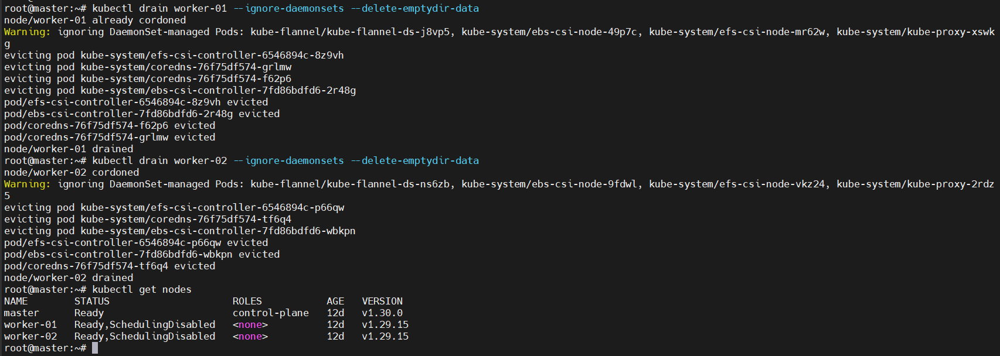 root@master:~# kubectl drain worker-01 --ignore-daemonsets --delete-emptydir-data
node/worker-01 already cordoned
Warning: ignoring DaemonSet-managed Pods: kube-flannel/kube-flannel-ds-j8vp5, kube-system/ebs-csi-node-49p7c, kube-system/efs-csi-node-mr62w, kube-system/kube-proxy-xswk
g
evicting pod kube-system/efs-csi-controller-6546894c-8z9vh
evicting pod kube-system/coredns-76f75df574-grlmw
evicting pod kube-system/coredns-76f75df574-f62p6
evicting pod kube-system/ebs-csi-controller-7fd86bdfd6-2r48g
pod/efs-csi-controller-6546894c-8z9vh evicted
pod/ebs-csi-controller-7fd86bdfd6-2r48g evicted
pod/coredns-76f75df574-f62p6 evicted
pod/coredns-76f75df574-grlmw evicted
node/worker-01 drained
root@master:~# kubectl drain worker-02 --ignore-daemonsets --delete-emptydir-data
node/worker-02 cordoned
Warning: ignoring DaemonSet-managed Pods: kube-flannel/kube-flannel-ds-ns6zb, kube-system/ebs-csi-node-9fdwl, kube-system/efs-csi-node-vkz24, kube-system/kube-proxy-2rdz
5
evicting pod kube-system/efs-csi-controller-6546894c-p66qw
evicting pod kube-system/coredns-76f75df574-tf6q4
evicting pod kube-system/ebs-csi-controller-7fd86bdfd6-wbkpn
pod/efs-csi-controller-6546894c-p66qw evicted
pod/ebs-csi-controller-7fd86bdfd6-wbkpn evicted
pod/coredns-76f75df574-tf6q4 evicted
node/worker-02 drained
root@master:~# kubectl get nodes
NAME        STATUS                     ROLES           AGE   VERSION
master      Ready                      control-plane   12d   v1.30.0
worker-01   Ready,SchedulingDisabled   <none>          12d   v1.29.15
worker-02   Ready,SchedulingDisabled   <none>          12d   v1.29.15
root@master:~#